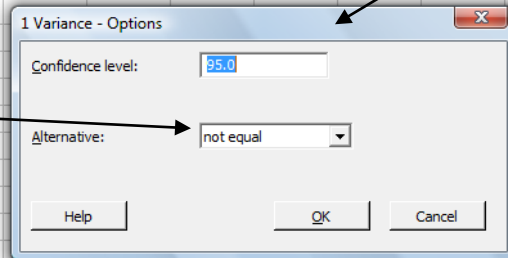 1 Variance - Options
Confidence level: 95.0
Alternative: not equal
Help OK Cancel